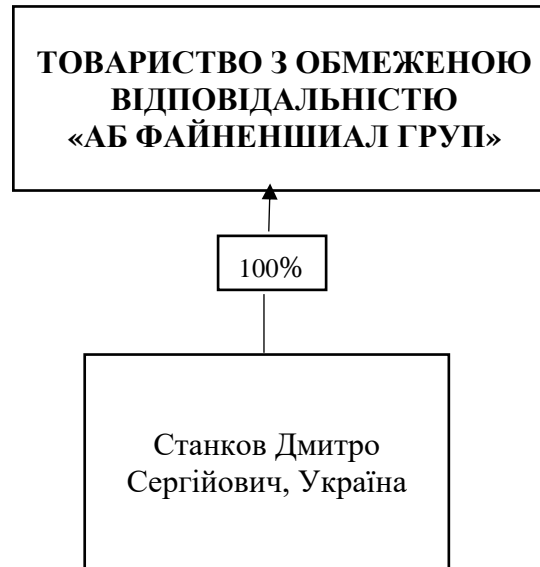 ТОВАРИСТВО З ОБМЕЖЕНОЮ
ВІДПОВІДАЛЬНІСТЮ
«АБ ФАЙНЕНШИАЛ ГРУП»
100%
Станков Дмитро
Сергійович, Україна